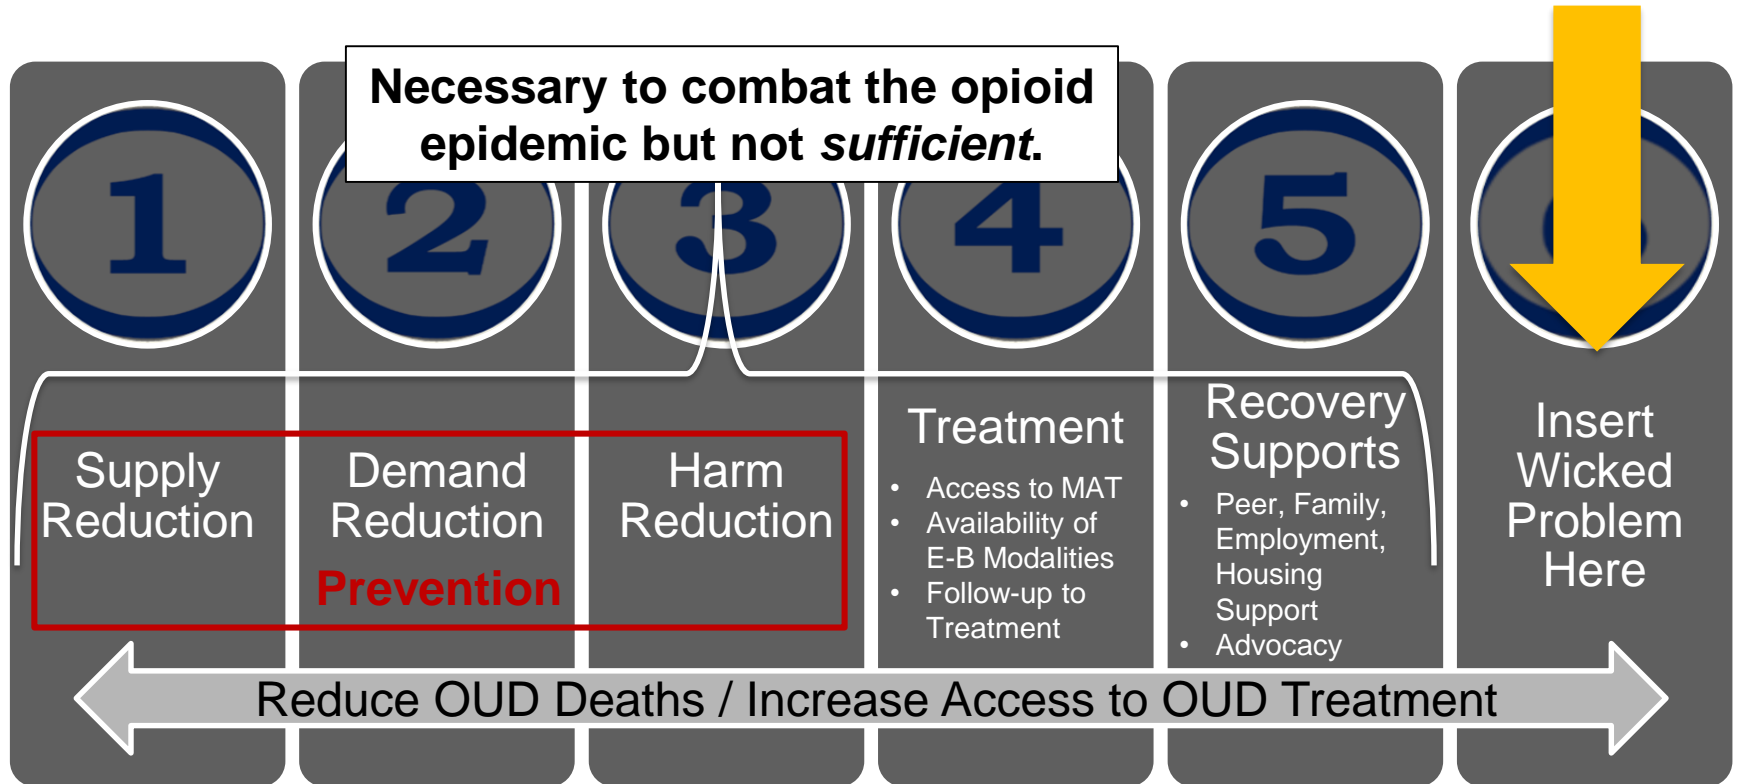 Necessary to combat the opioid
epidemic but not sufficient.
1
2
3
4
5
Supply
Reduction
Demand
Reduction
Prevention
Harm
Reduction
Treatment
• Access to MAT
• Availability of
E-B Modalities
• Follow-up to
Treatment
Recovery
Supports
• Peer, Family,
Employment,
Housing
Support
• Advocacy
Insert
Wicked
Problem
Here
Reduce OUD Deaths / Increase Access to OUD Treatment